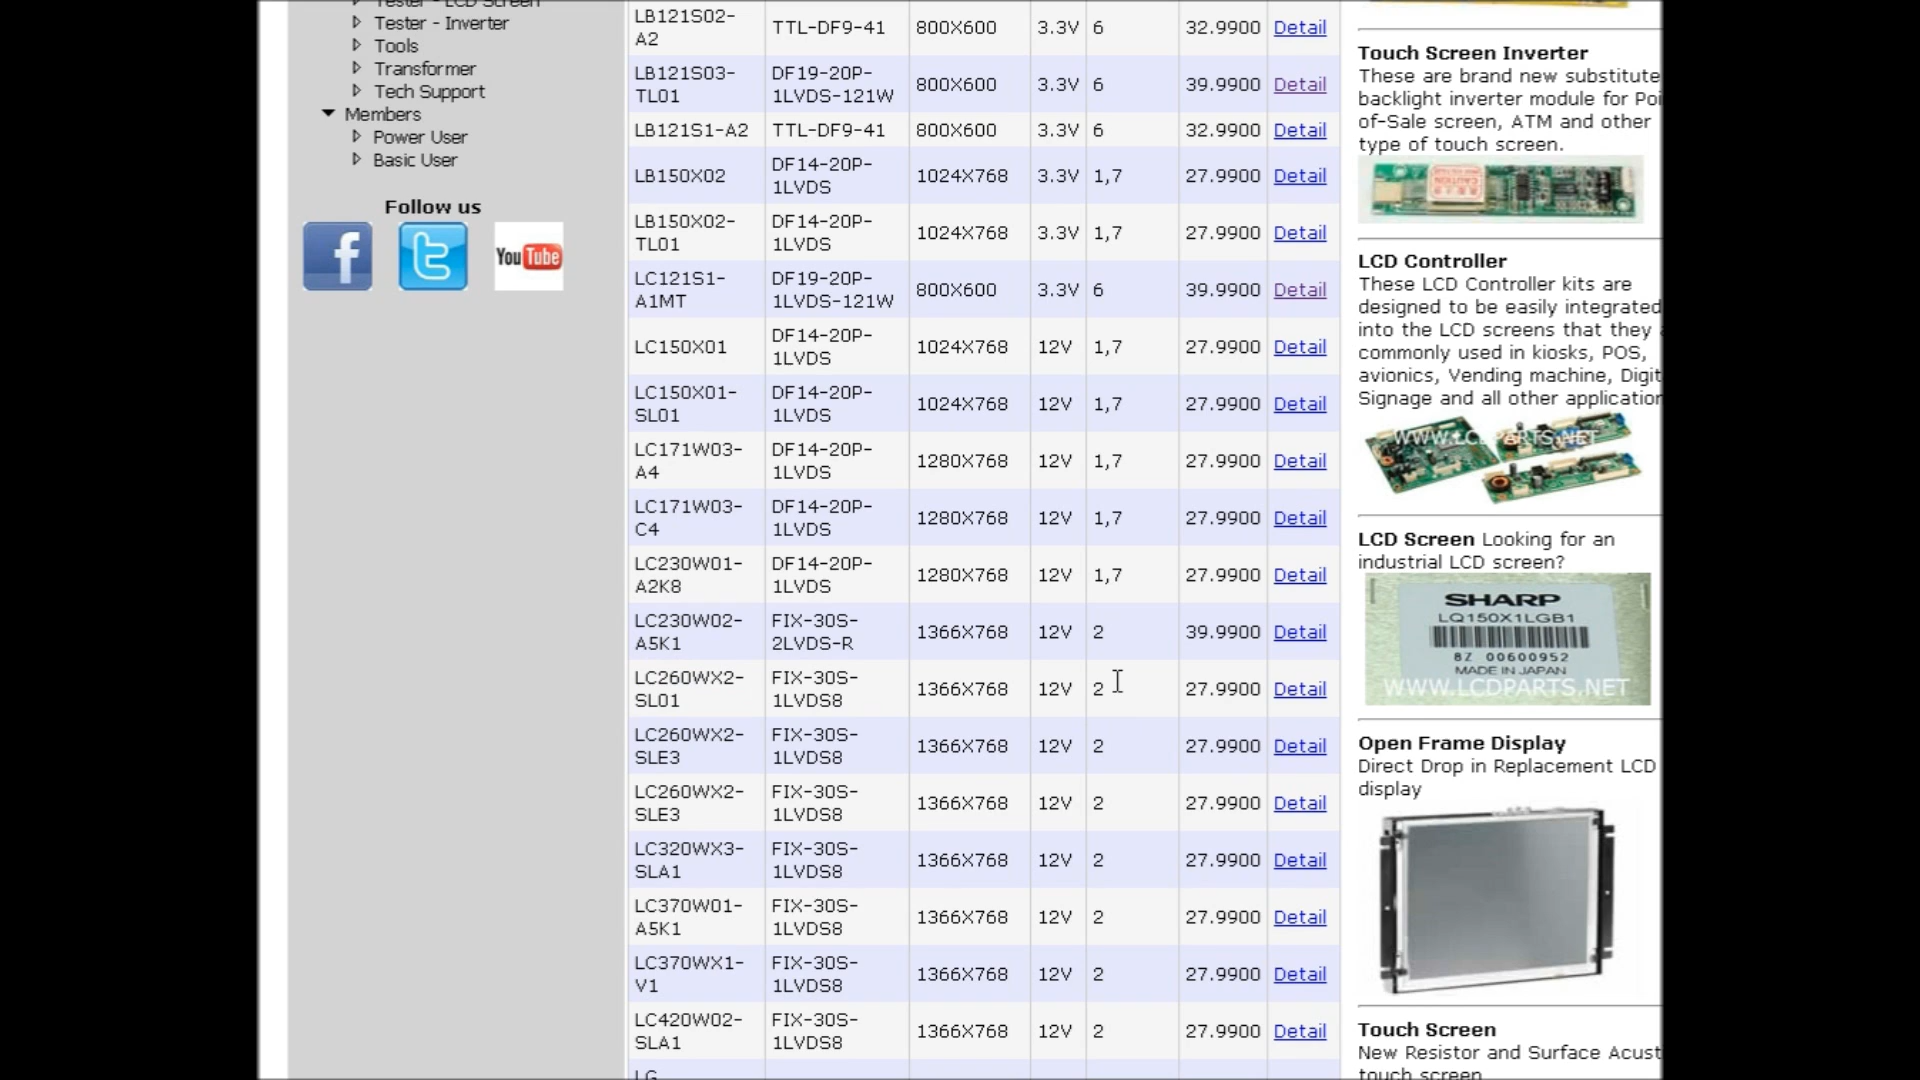 Tester - LCD Screen
Tester - Inverter
Tools
Transformer
Tech Support
Members
Power User
Basic User
Follow us
f
t
You Tube
LB121S02-
A2
TTL-DF9-41
800X600
3.3V
6
32.9900
Detail
LB121S03-
TL01
DF19-20P-
1LVDS-121W
800X600
3.3V
6
39.9900
Detail
LB121S1-A2
TTL-DF9-41
800X600
3.3V
6
32.9900
Detail
LB150X02
DF14-20P-
1LVDS
1024X768
3.3V
1,7
27.9900
Detail
LB150X02-
TL01
DF14-20P-
1LVDS
1024X768
3.3V
1,7
27.9900
Detail
LC121S1-
A1MT
DF19-20P-
1LVDS-121W
800X600
3.3V
6
39.9900
Detail
LC150X01
DF14-20P-
1LVDS
1024X768
12V
1,7
27.9900
Detail
LC150X01-
SL01
DF14-20P-
1LVDS
1024X768
12V
1,7
27.9900
Detail
LC171W03-
A4
DF14-20P-
1LVDS
1280X768
12V
1,7
27.9900
Detail
LC171W03-
C4
DF14-20P-
1LVDS
1280X768
12V
1,7
27.9900
Detail
LC230W01-
A2K8
DF14-20P-
1LVDS
1280X768
12V
1,7
27.9900
Detail
LC230W02-
A5K1
FIX-30S-
2LVDS-R
1366X768
12V
2
39.9900
Detail
LC260WX2-
SL01
FIX-30S-
1LVDS8
1366X768
12V
2
27.9900
Detail
LC260WX2-
SLE3
FIX-30S-
1LVDS8
1366X768
12V
2
27.9900
Detail
LC260WX2-
SLE3
FIX-30S-
1LVDS8
1366X768
12V
2
27.9900
Detail
LC320WX3-
SLA1
FIX-30S-
1LVDS8
1366X768
12V
2
27.9900
Detail
LC370W01-
A5K1
FIX-30S-
1LVDS8
1366X768
12V
2
27.9900
Detail
LC370WX1-
V1
FIX-30S-
1LVDS8
1366X768
12V
2
27.9900
Detail
LC420W02-
SLA1
FIX-30S-
1LVDS8
1366X768
12V
2
27.9900
Detail
LG
Touch Screen Inverter
These are brand new substitute
backlight inverter module for Poi
of-Sale screen, ATM and other
type of touch screen.
LCD Controller
These LCD Controller kits are
designed to be easily integrated
into the LCD screens that they
commonly used in kiosks, POS,
avionics, Vending machine, Digit
Signage and all other application
WWW.LCDPARTS.NET
LCD Screen Looking for an
industrial LCD screen?
SHARP
LQ150X1LGB1
8Z 00600952
MADE IN JAPAN
WWW.LCDPARTS.NET
Open Frame Display
Direct Drop in Replacement LCD
display
Touch Screen
New Resistor and Surface Acust
touch screen